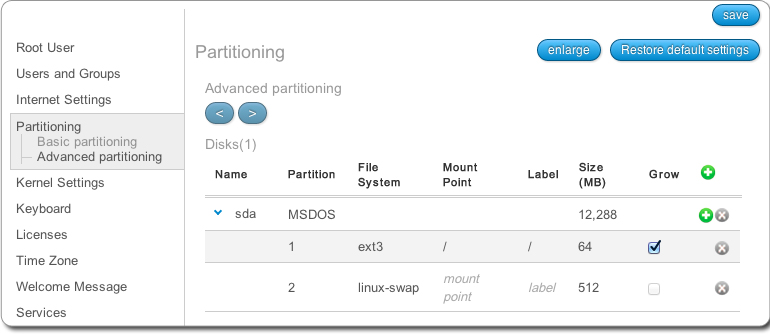 save
Root User
Users and Groups
Internet Settings
Partitioning
Basic partitioning
Advanced partitioning
Kernel Settings
Keyboard
Licenses
Time Zone
Welcome Message
Services
Partitioning
enlarge
Restore default settings
Advanced partitioning
< >
Disks(1)
Name Partition File System Mount Point Label Size (MB) Grow
sda MSDOS 12,288
1 ext3 / / 64
2 linux-swap mount point label 512